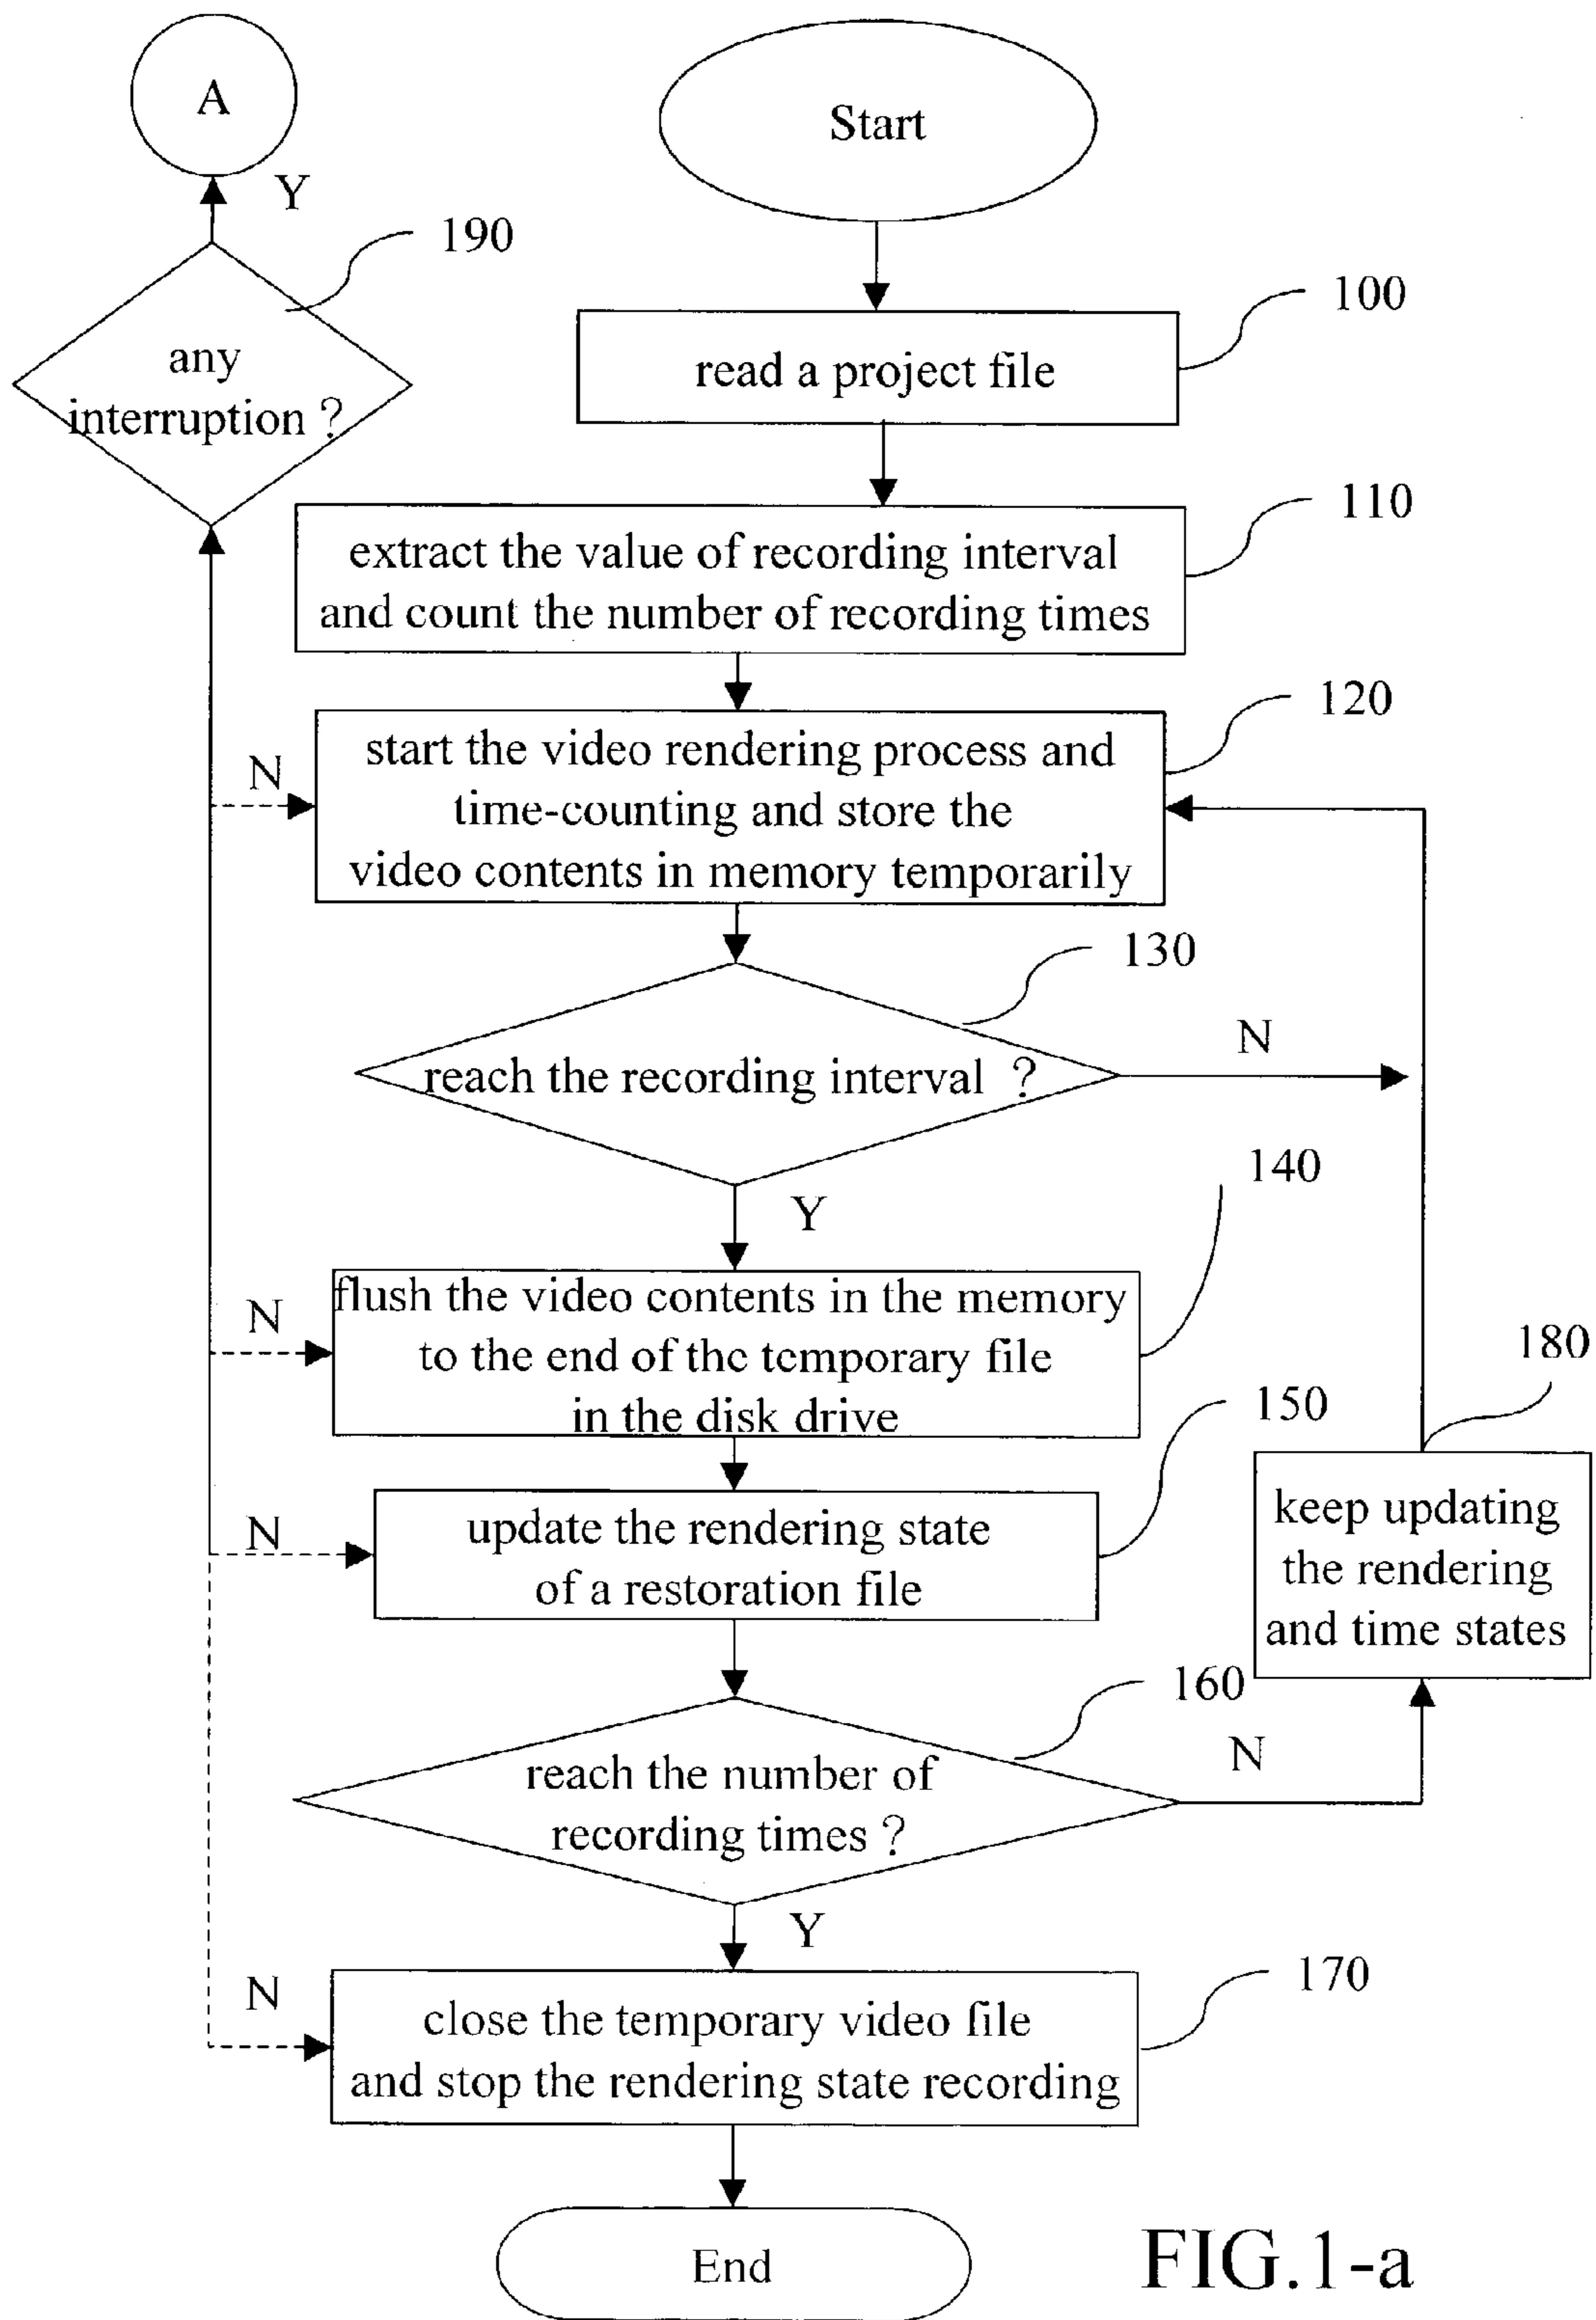 A
Start
Y
190
100
any
interruption ?
read a project file
110
extract the value of recording interval
and count the number of recording times
120
N
start the video rendering process and
time-counting and store the
video contents in memory temporarily
130
reach the recording interval ?
N
140
Y
N
flush the video contents in the memory
to the end of the temporary file
in the disk drive
180
150
N
update the rendering state
of a restoration file
keep updating
the rendering
and time states
160
reach the number of
recording times ?
N
Y
170
N
close the temporary video file
and stop the rendering state recording
End
FIG.1-a